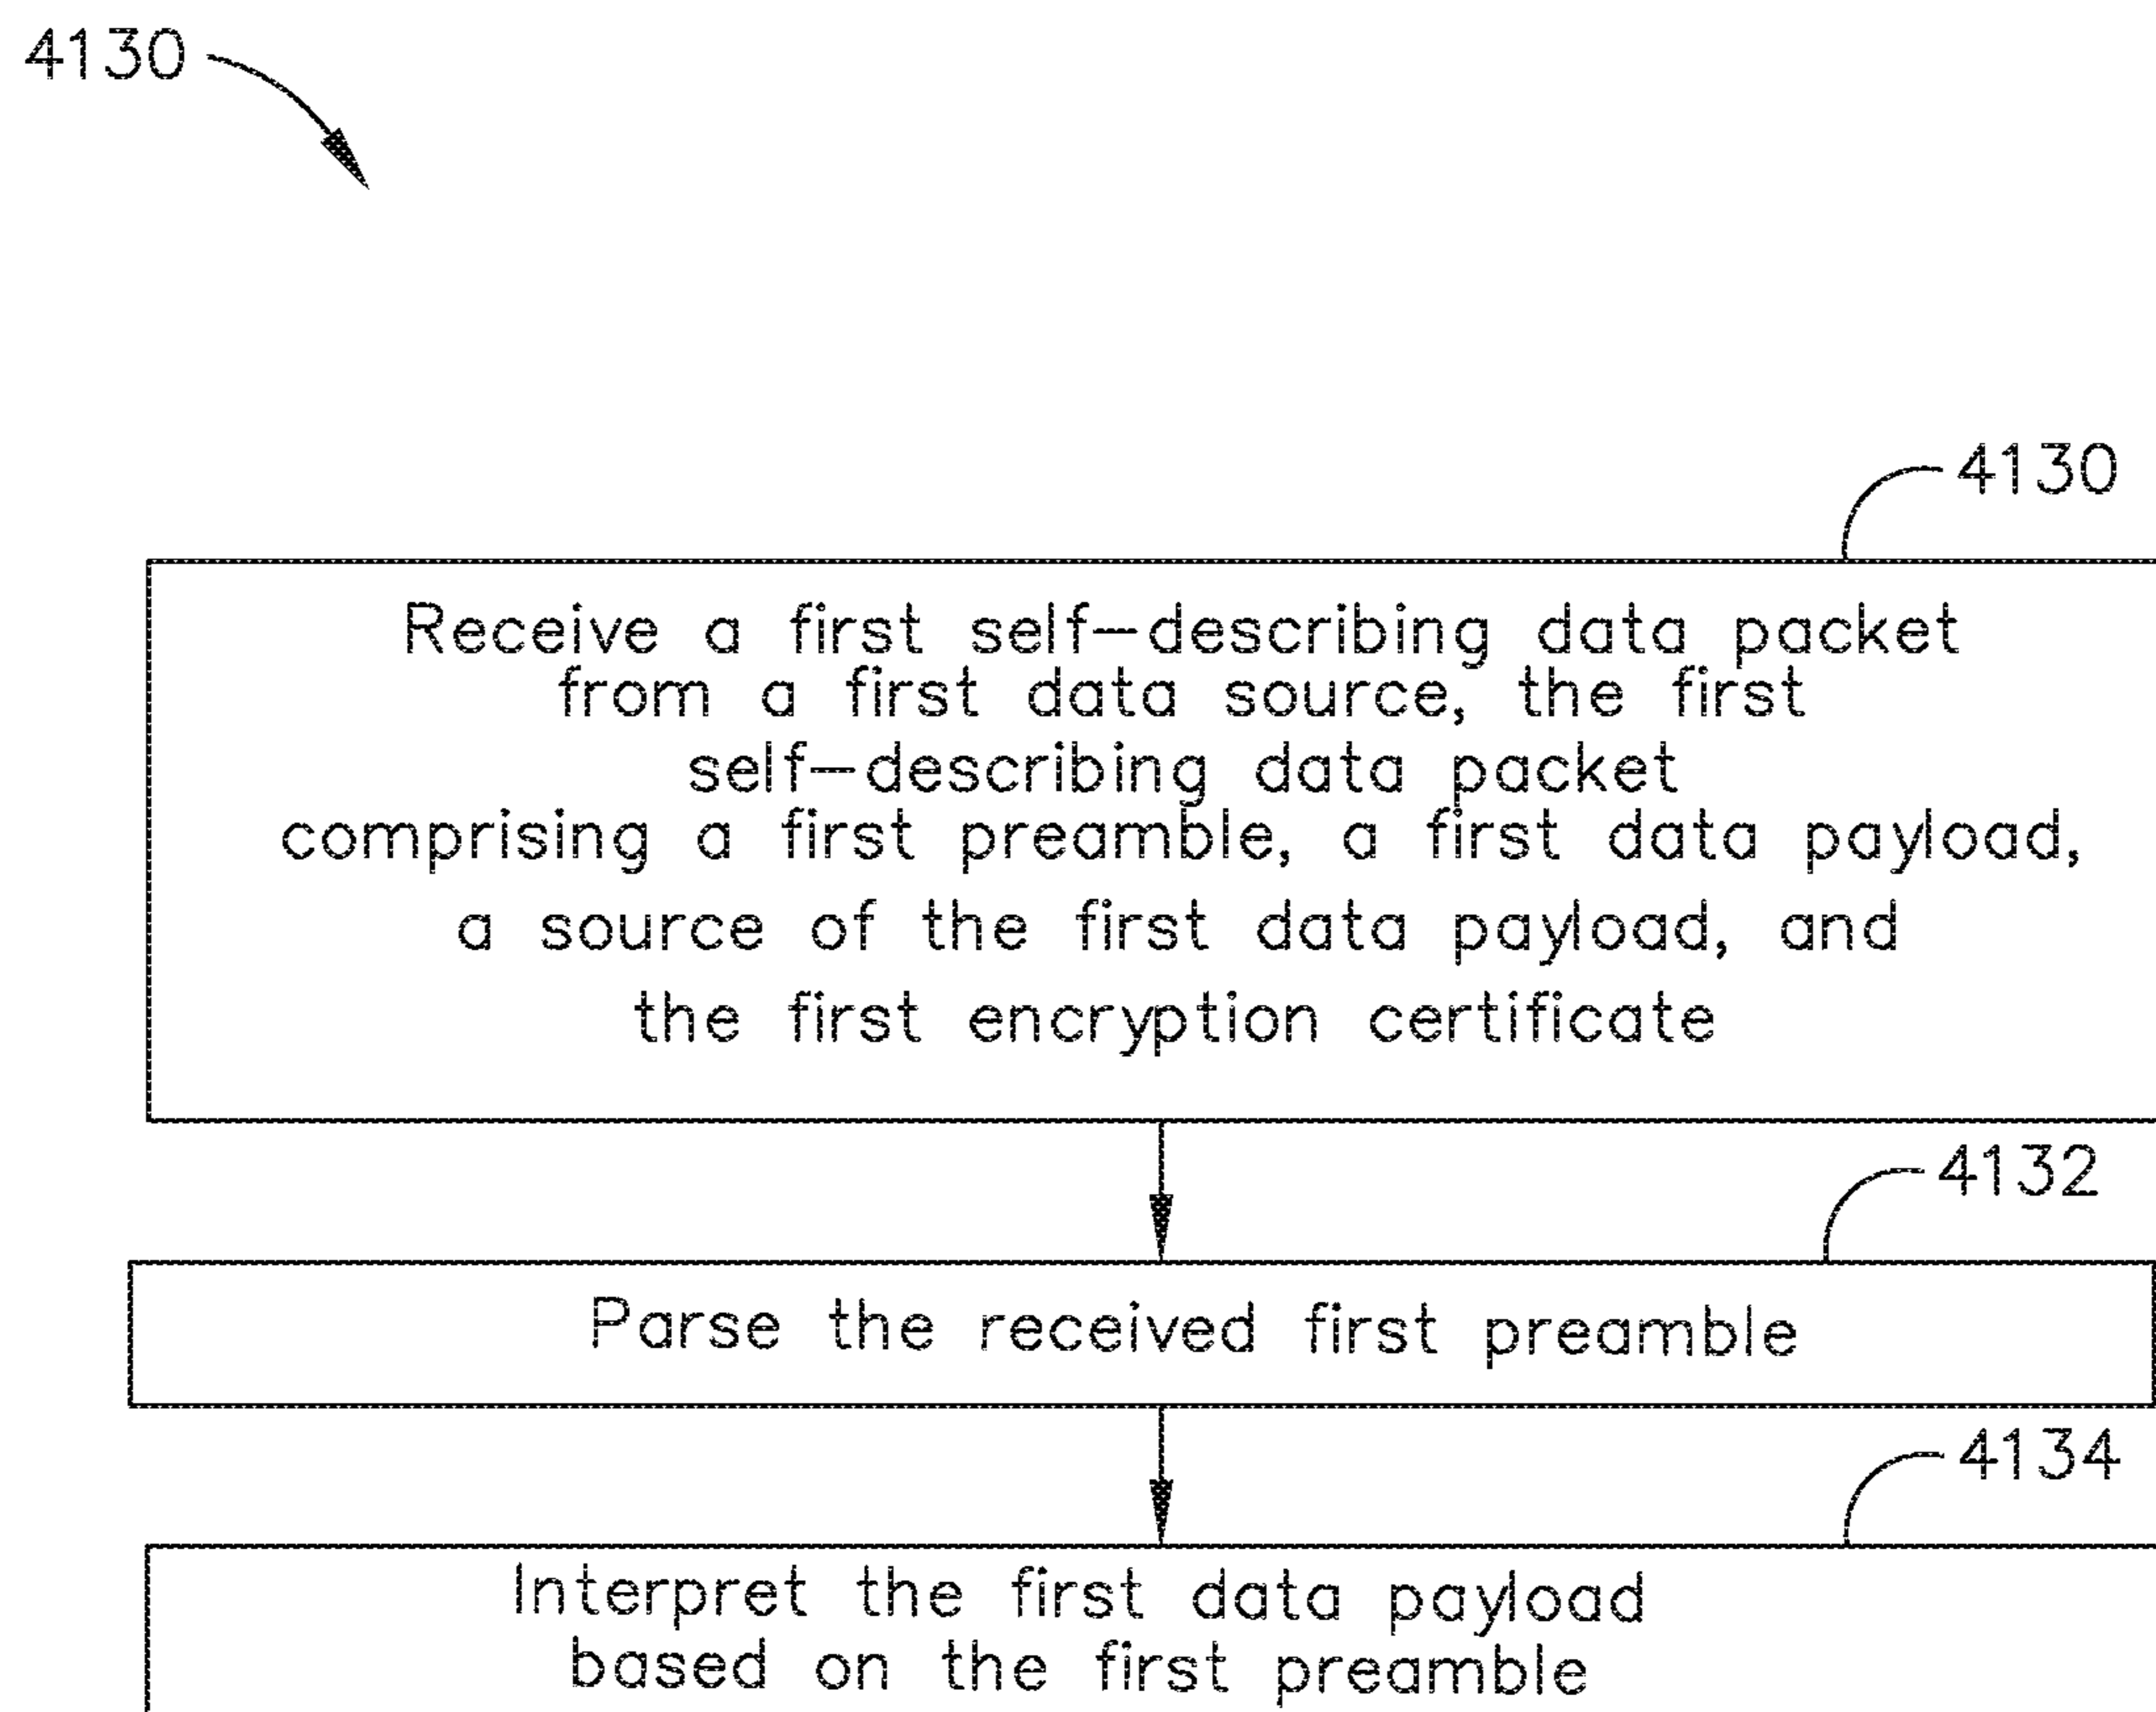 4130
4130
Receive a first self-describing data packet
from a first data source, the first
self-describing data packet
comprising a first preamble, a first data payload,
a source of the first data payload, and
the first encryption certificate
4132
Parse the received first preamble
4134
Interpret the first data payload
based on the first preamble